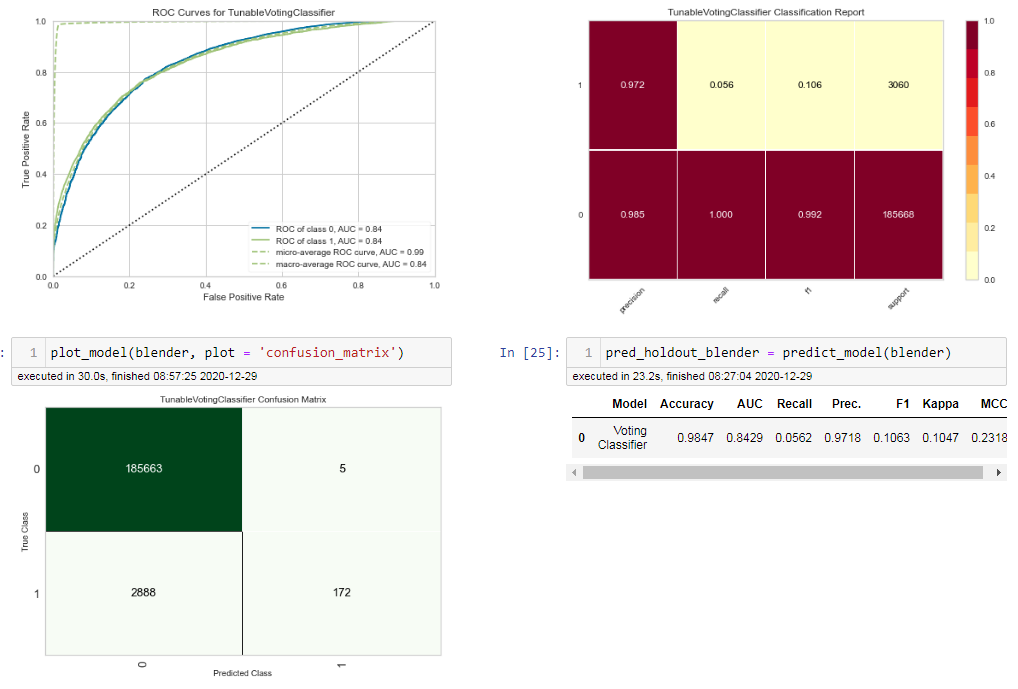 ROC Curves for TunableVotingClassifier
1.0
0.8
0.6
0.4
0.2
0.0
True Positive Rate
ROC of class 0, AUC = 0.84
ROC of class 1, AUC = 0.84
micro-average ROC curve, AUC = 0.99
macro-average ROC curve, AUC = 0.84
0.0 0.2 0.4 0.6 0.8 1.0
False Positive Rate
TunableVotingClassifier Classification Report
1 0.972 0.056 0.106 3060
0 0.985 1.000 0.992 185668
precision recall f1 support
1.0
0.8
0.6
0.4
0.2
0.0
: 1 plot_model(blender, plot = 'confusion_matrix')
executed in 30.0s, finished 08:57:25 2020-12-29
TunableVotingClassifier Confusion Matrix
True Class
0 185663 5
1 2888 172
0 1
Predicted Class
In [25]: 1 pred_holdout_blender = predict_model(blender)
executed in 23.2s, finished 08:27:04 2020-12-29
Model Accuracy AUC Recall Prec. F1 Kappa MCC
0 Voting Classifier 0.9847 0.8429 0.0562 0.9718 0.1063 0.1047 0.2318